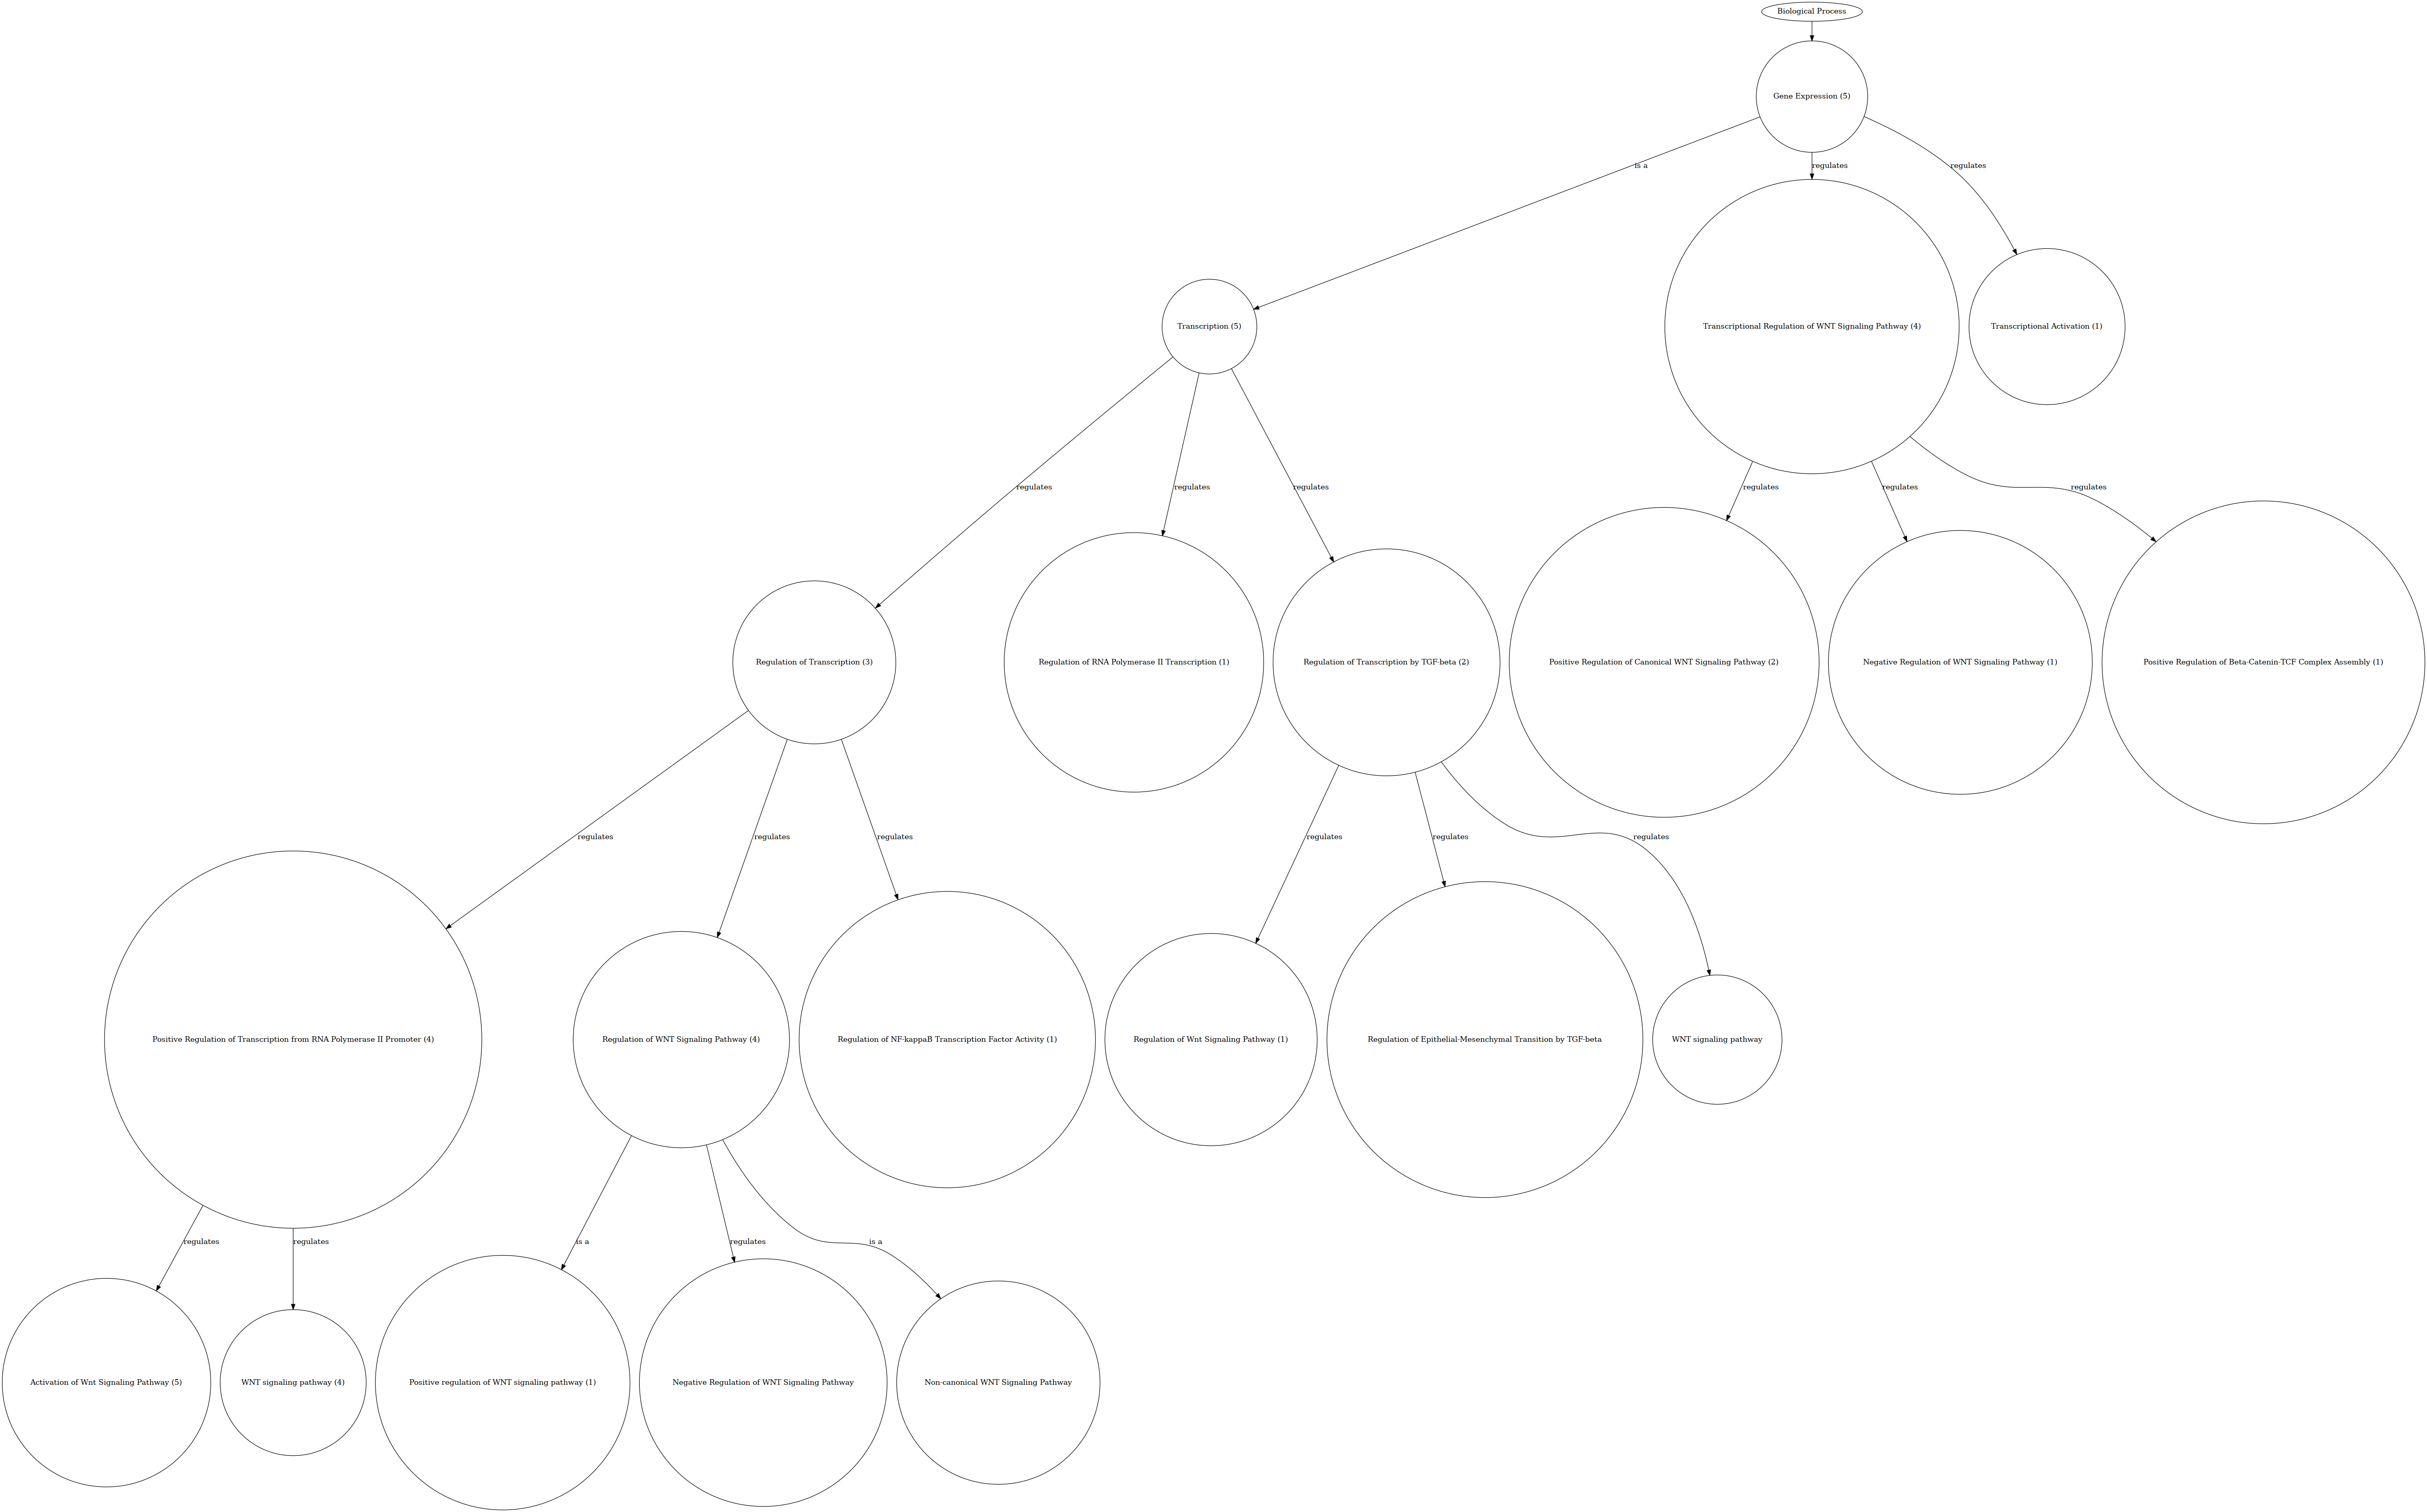 Biological Process
Gene Expression (5)
is a
regulates
regulates
Transcription (5)
Transcriptional Regulation of WNT Signaling Pathway (4)
Transcriptional Activation (1)
regulates
regulates
regulates
regulates
regulates
regulates
Regulation of Transcription (3)
Regulation of RNA Polymerase II Transcription (1)
Regulation of Transcription by TGF-beta (2)
Positive Regulation of Canonical WNT Signaling Pathway (2)
Negative Regulation of WNT Signaling Pathway (1)
Positive Regulation of Beta-Catenin-TCF Complex Assembly (1)
regulates
regulates
regulates
regulates
regulates
regulates
Positive Regulation of Transcription from RNA Polymerase II Promoter (4)
Regulation of WNT Signaling Pathway (4)
Regulation of NF-kappaB Transcription Factor Activity (1)
Regulation of Wnt Signaling Pathway (1)
Regulation of Epithelial-Mesenchymal Transition by TGF-beta
WNT signaling pathway
regulates
regulates
is a
regulates
is a
Activation of Wnt Signaling Pathway (5)
WNT signaling pathway (4)
Positive regulation of WNT signaling pathway (1)
Negative Regulation of WNT Signaling Pathway
Non-canonical WNT Signaling Pathway